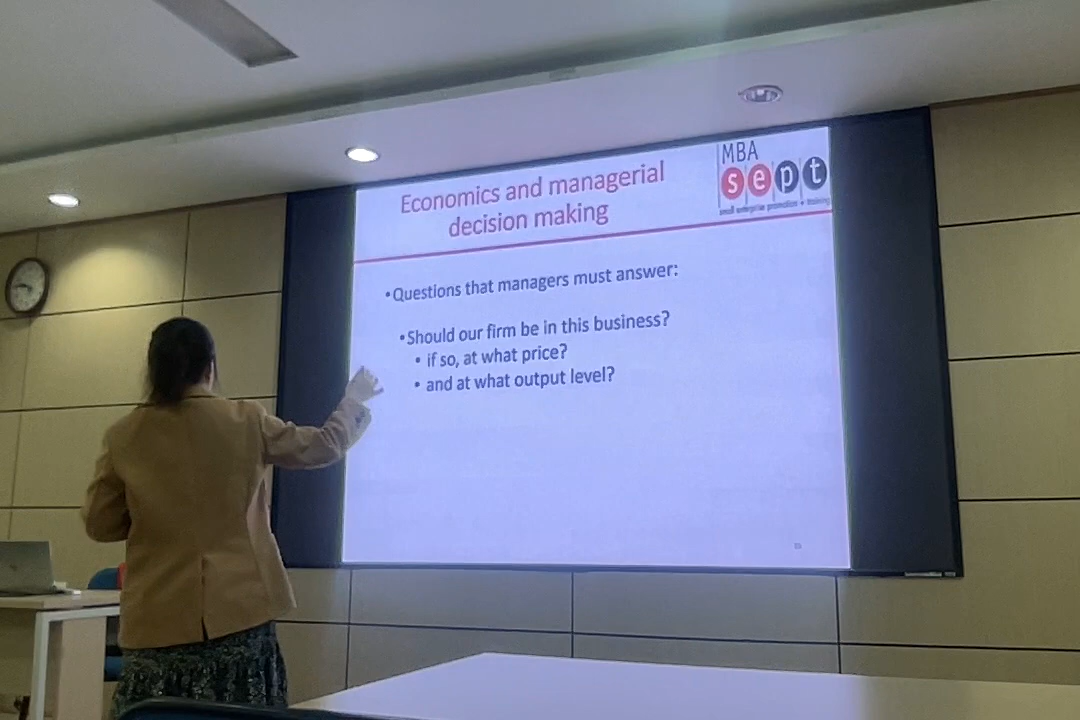 Economics and managerial
decision making
MBA
sept
small enterprise promotion + training
•Questions that managers must answer:
•Should our firm be in this business?
• if so, at what price?
• and at what output level?